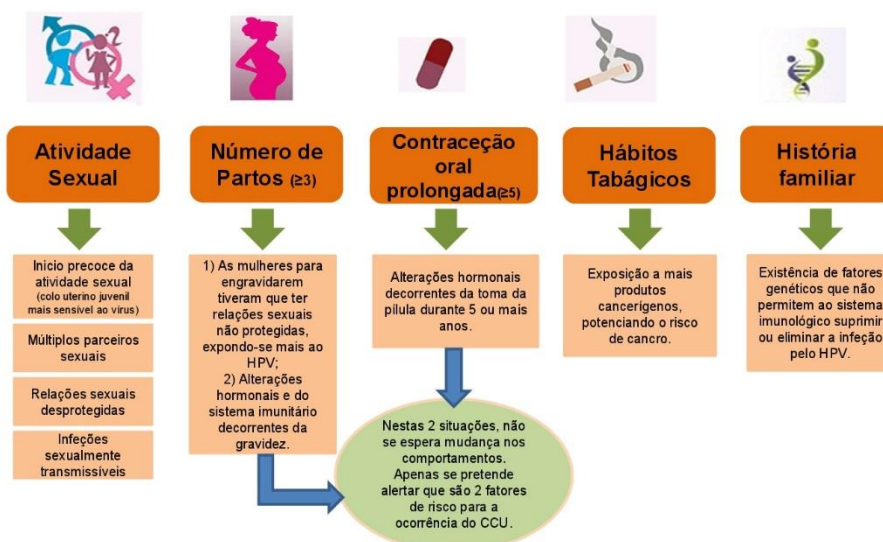 Atividade
Sexual
Número de
Partos (≥3)
Contraceção
oral
prolongada(≥5)
Hábitos
Tabágicos
História
familiar
Inicio precoce da
atividade sexual
(colo uterino juvenil
mais sensível ao vírus)
Múltiplos parceiros
sexuais
Relações sexuais
desprotegidas
Infeções
sexualmente
transmissíveis
1) As mulheres para
engravidarem
tiveram que ter
relações sexuais
não protegidas,
expondo-se mais ao
HPV;
2) Alterações
hormonais e do
sistema imunitário
decorrentes da
gravidez.
Alterações hormonais
decorrentes da toma da
pílula durante 5 ou mais
anos.
Exposição a mais
produtos
cancerígenos,
potenciando o risco
de cancro.
Existência de fatores
genéticos que não
permitem ao sistema
imunológico suprimir
ou eliminar a infeção
pelo HPV.
Nestas 2 situações, não
se espera mudança nos
comportamentos.
Apenas se pretende
alertar que são 2 fatores
de risco para a
ocorrência do CCU.